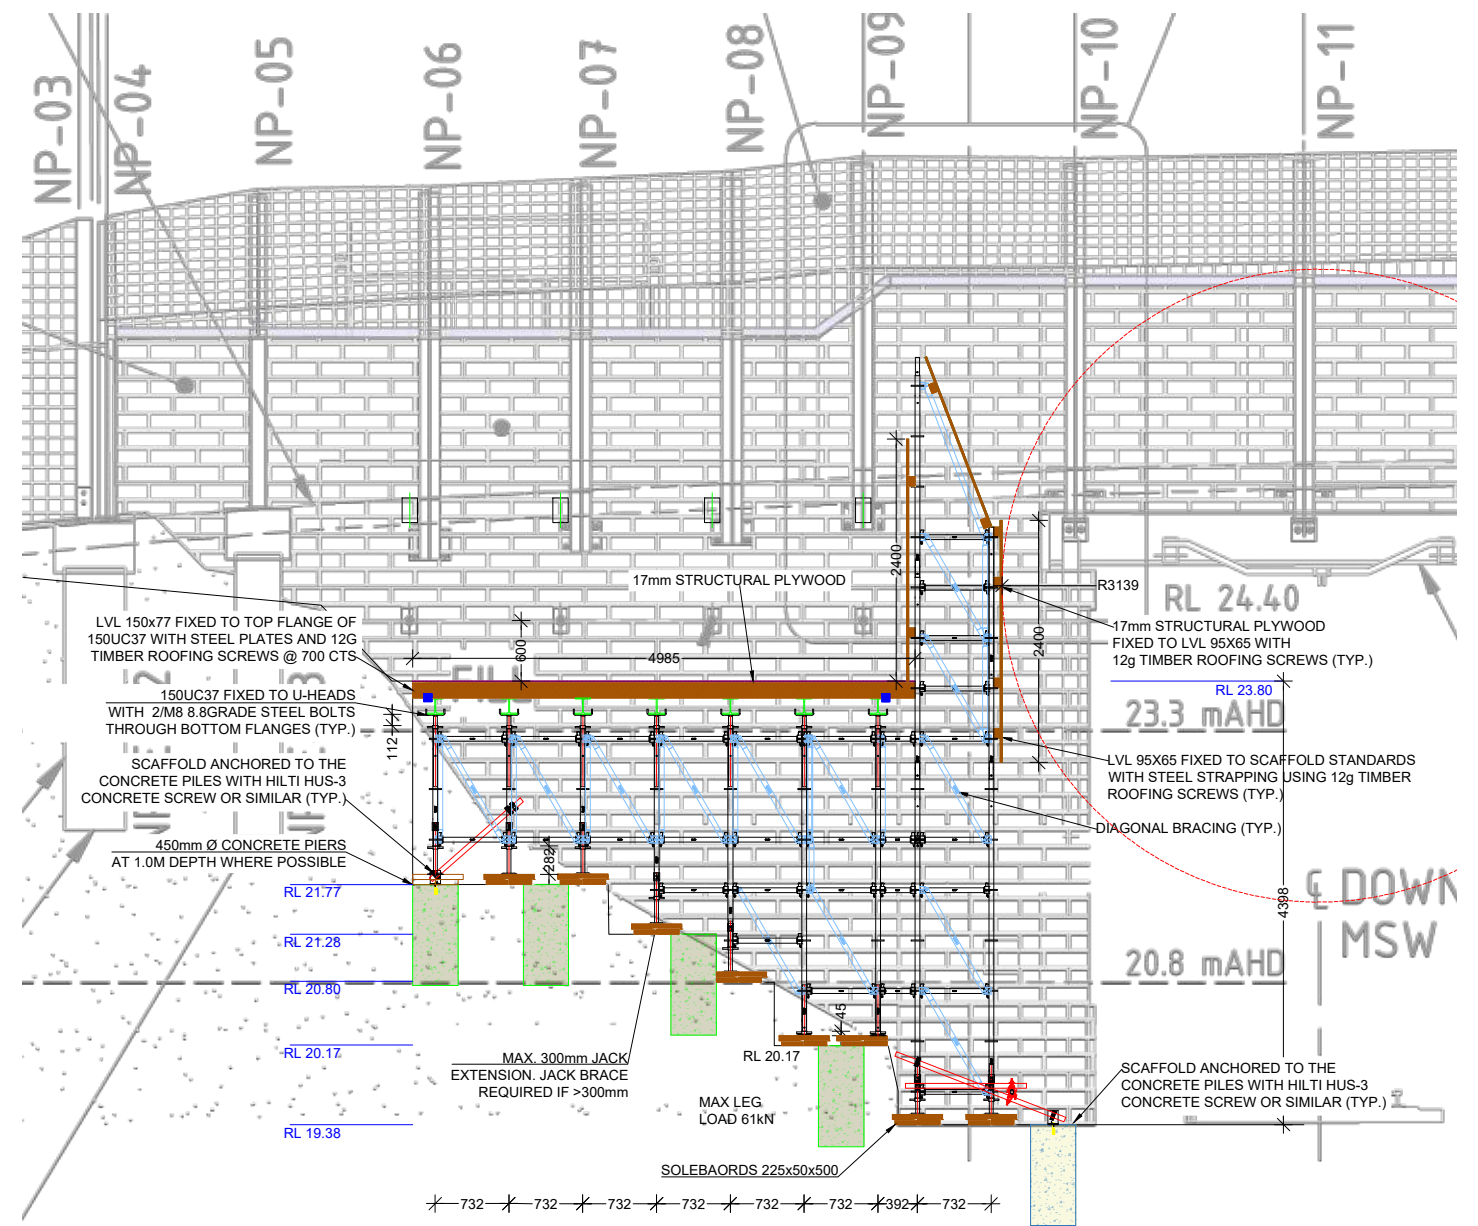 NP-03
NP-04
NP-05
NP-06
NP-07
NP-08
NP-09
NP-10
NP-11
17mm STRUCTURAL PLYWOOD
2400
2400
R3139
RL 24.40
LVL 150x77 FIXED TO TOP FLANGE OF
150UC37 WITH STEEL PLATES AND 12G
TIMBER ROOFING SCREWS @ 700 CTS
600
4985
17mm STRUCTURAL PLYWOOD
FIXED TO LVL 95X65 WITH
12g TIMBER ROOFING SCREWS (TYP.)
RL 23.80
23.3 mAHD
150UC37 FIXED TO U-HEADS
WITH 2/M8 8.8GRADE STEEL BOLTS
THROUGH BOTTOM FLANGES (TYP.)
112
SCAFFOLD ANCHORED TO THE
CONCRETE PILES WITH HILTI HUS-3
CONCRETE SCREW OR SIMILAR (TYP.)
LVL 95X65 FIXED TO SCAFFOLD STANDARDS
WITH STEEL STRAPPING USING 12g TIMBER
ROOFING SCREWS (TYP.)
DIAGONAL BRACING (TYP.)
450mm Ø CONCRETE PIERS
AT 1.0M DEPTH WHERE POSSIBLE
282
RL 21.77
RL 21.28
RL 20.80
RL 20.17
RL 19.38
4398
℄ DOWN
MSW
20.8 mAHD
45
RL 20.17
MAX. 300mm JACK
EXTENSION. JACK BRACE
REQUIRED IF >300mm
MAX LEG
LOAD 61kN
SCAFFOLD ANCHORED TO THE
CONCRETE PILES WITH HILTI HUS-3
CONCRETE SCREW OR SIMILAR (TYP.)
SOLEBAORDS 225x50x500
732 732 732 732 732 732 392 732